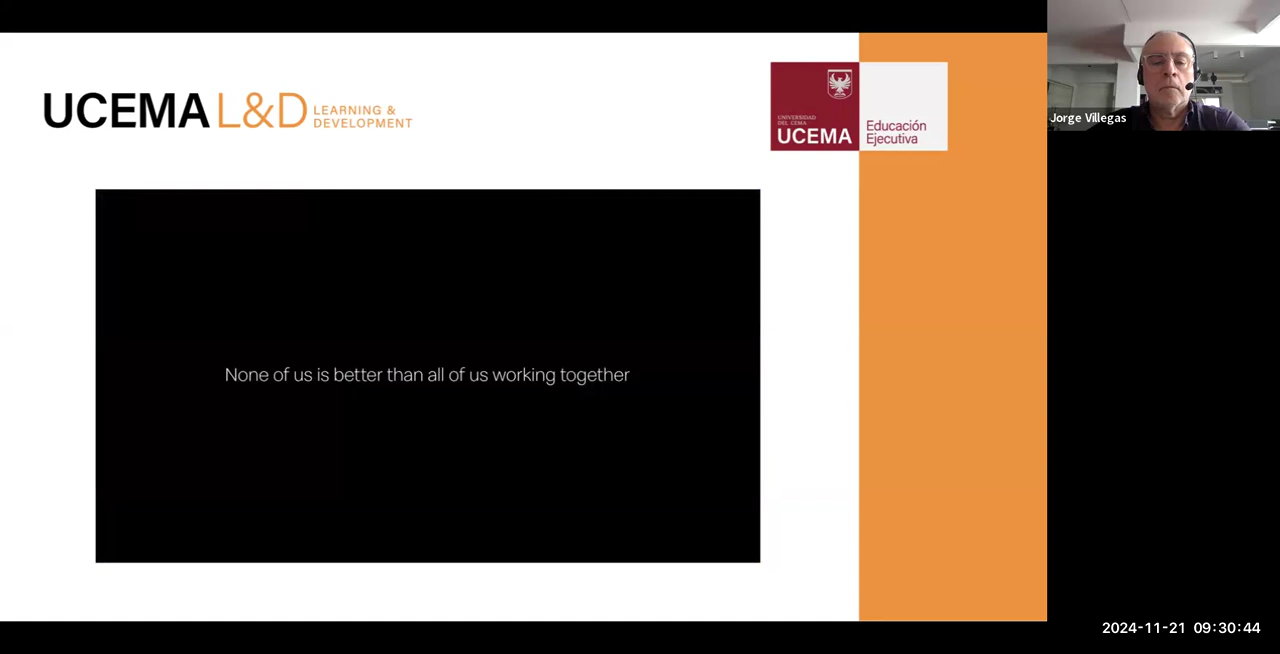 UCEMA L&D LEARNING &
DEVELOPMENT
UNIVERSIDAD
DEL CEMA
UCEMA
Educación
Ejecutiva
Jorge Villegas
None of us is better than all of us working together
2024-11-21 09:30:44